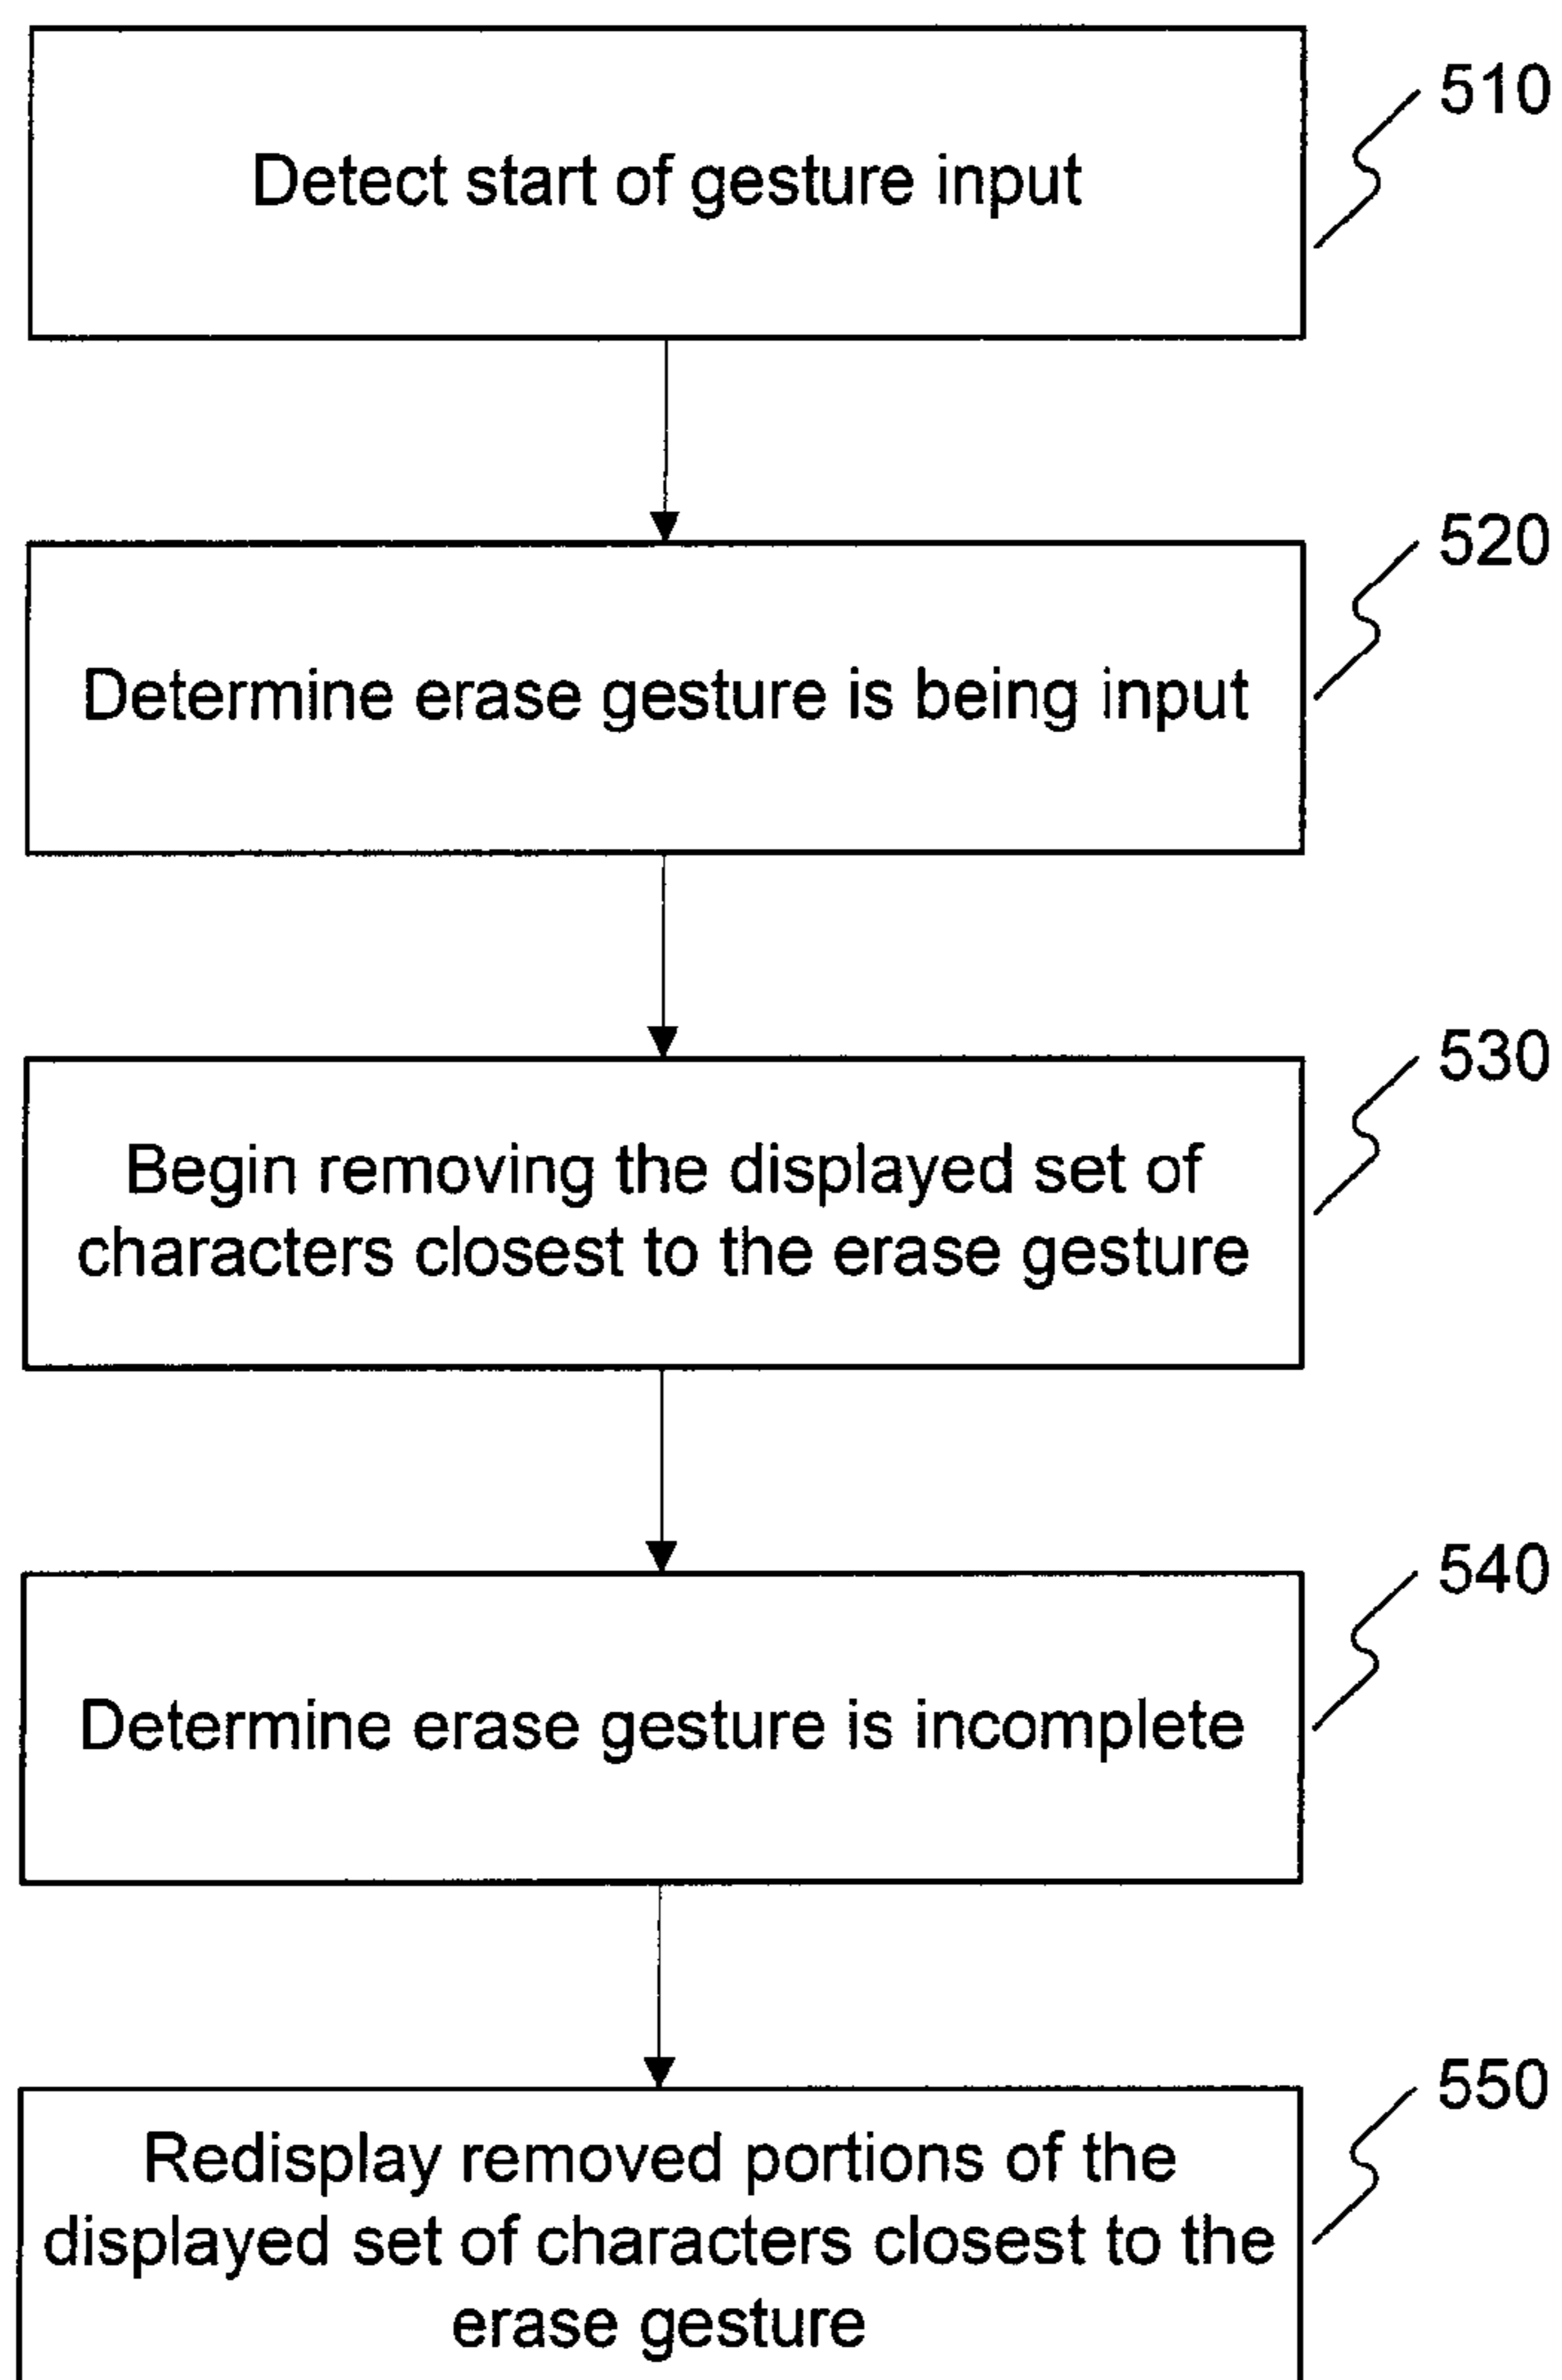 510
Detect start of gesture input
520
Determine erase gesture is being input
530
Begin removing the displayed set of
characters closest to the erase gesture
540
Determine erase gesture is incomplete
550
Redisplay removed portions of the
displayed set of characters closest to the
erase gesture